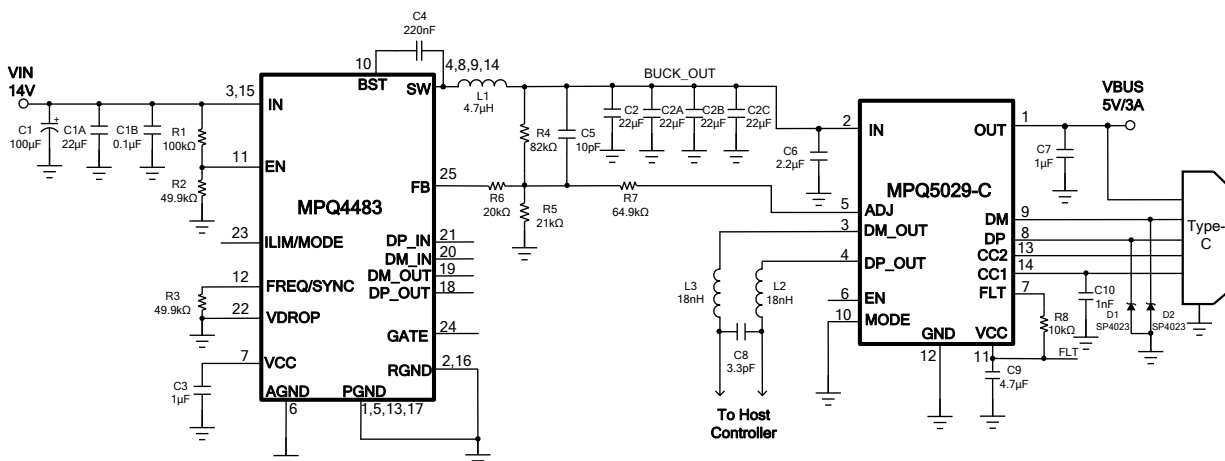 C4
220nF
10
4,8,9,14
BST
SW
L1
4.7µH
BUCK_OUT
VIN
14V
3,15
IN
C1
100µF
+
C1A
22µF
C1B
0.1µF
R1
100kΩ
11
EN
R2
49.9kΩ
MPQ4483
FB
25
R4
82kΩ
C5
10pF
C2
22µF
C2A
22µF
C2B
22µF
C2C
22µF
R6
20kΩ
R5
21kΩ
R7
64.9kΩ
23
ILIM/MODE
DP_IN
21
DM_IN
20
DM_OUT
19
DP_OUT
18
12
FREQ/SYNC
R3
49.9kΩ
22
VDROP
GATE
24
7
VCC
C3
1µF
RGND
2,16
AGND
6
PGND
1,5,13,17
C6
2.2µF
2
IN
OUT
1
VBUS
5V/3A
C7
1µF
MPQ5029-C
5
ADJ
3
DM_OUT
4
DP_OUT
DM
9
DP
8
CC2
13
CC1
14
FLT
7
Type-
C
L3
18nH
L2
18nH
C8
3.3pF
To Host
Controller
6
EN
10
MODE
GND
12
VCC
11
R8
10kΩ
FLT
C9
4.7µF
C10
1nF
D1
SP4023
D2
SP4023